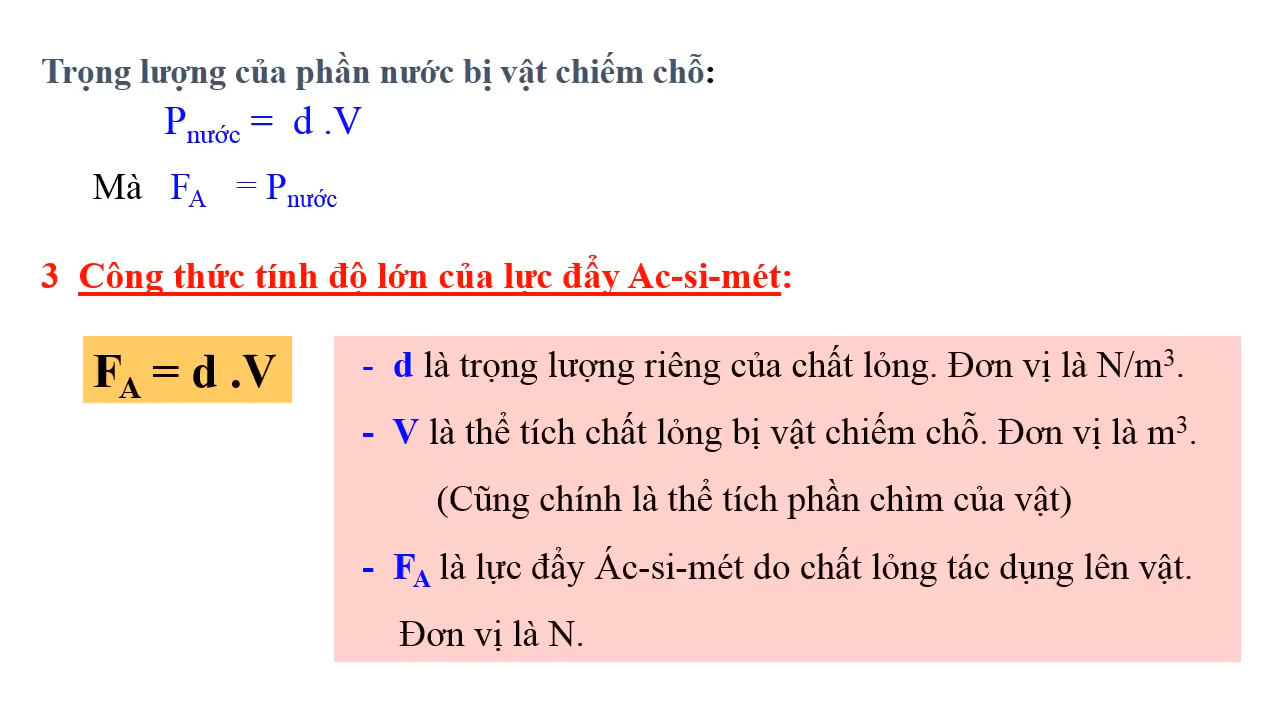 Trọng lượng của phần nước bị vật chiếm chỗ:
Pnước = d .V
Mà FA = Pnước
3 Công thức tính độ lớn của lực đẩy Ac-si-mét:
FA = d .V
- d là trọng lượng riêng của chất lỏng. Đơn vị là N/m³.
- V là thể tích chất lỏng bị vật chiếm chỗ. Đơn vị là m³.
(Cũng chính là thể tích phần chìm của vật)
- FA là lực đẩy Ác-si-mét do chất lỏng tác dụng lên vật.
Đơn vị là N.